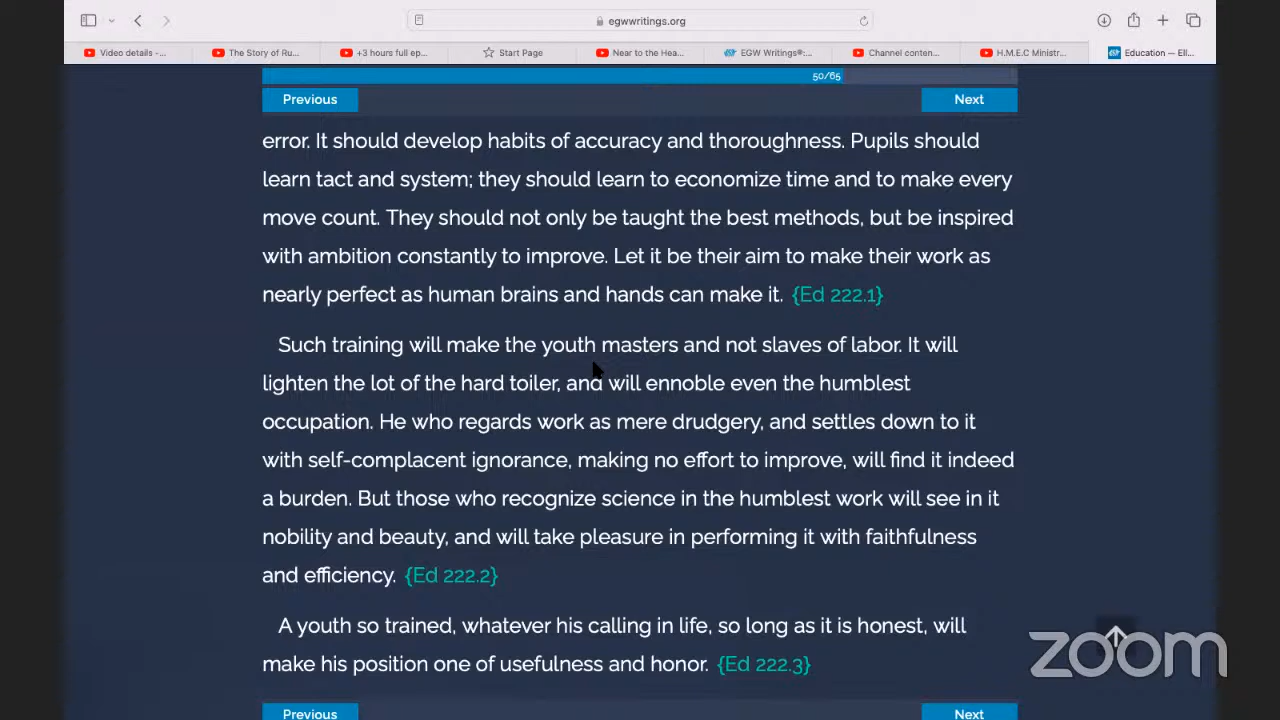 egwwritings.org
Video details -...
The Story of Ru...
+3 hours full ep...
Start Page
Near to the Hea...
EGW Writings®:...
Channel conten...
H.M.E.C Ministr...
Education — Ell...
50/65
Previous
Next
error. It should develop habits of accuracy and thoroughness. Pupils should
learn tact and system; they should learn to economize time and to make every
move count. They should not only be taught the best methods, but be inspired
with ambition constantly to improve. Let it be their aim to make their work as
nearly perfect as human brains and hands can make it. {Ed 222.1}
Such training will make the youth masters and not slaves of labor. It will
lighten the lot of the hard toiler, and will ennoble even the humblest
occupation. He who regards work as mere drudgery, and settles down to it
with self-complacent ignorance, making no effort to improve, will find it indeed
a burden. But those who recognize science in the humblest work will see in it
nobility and beauty, and will take pleasure in performing it with faithfulness
and efficiency. {Ed 222.2}
A youth so trained, whatever his calling in life, so long as it is honest, will
make his position one of usefulness and honor. {Ed 222.3}
zoom
Previous
Next